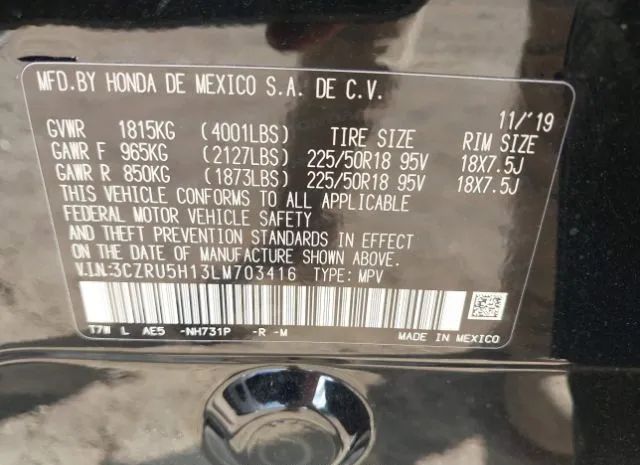 MFD.BY HONDA DE MEXICO S.A. DE C.V.
11/'19
GVWR 1815KG (4001LBS) TIRE SIZE RIM SIZE
GAWR F 965KG (2127LBS) 225/50R18 95V 18X7.5J
GAWR R 850KG (1873LBS) 225/50R18 95V 18X7.5J
THIS VEHICLE CONFORMS TO ALL APPLICABLE
FEDERAL MOTOR VEHICLE SAFETY
AND THEFT PREVENTION STANDARDS IN EFFECT
ON THE DATE OF MANUFACTURE SHOWN ABOVE.
V.I.N:3CZRU5H13LM703416 TYPE: MPV
T7W L AE5 -NH731P -R -M
MADE IN MEXICO